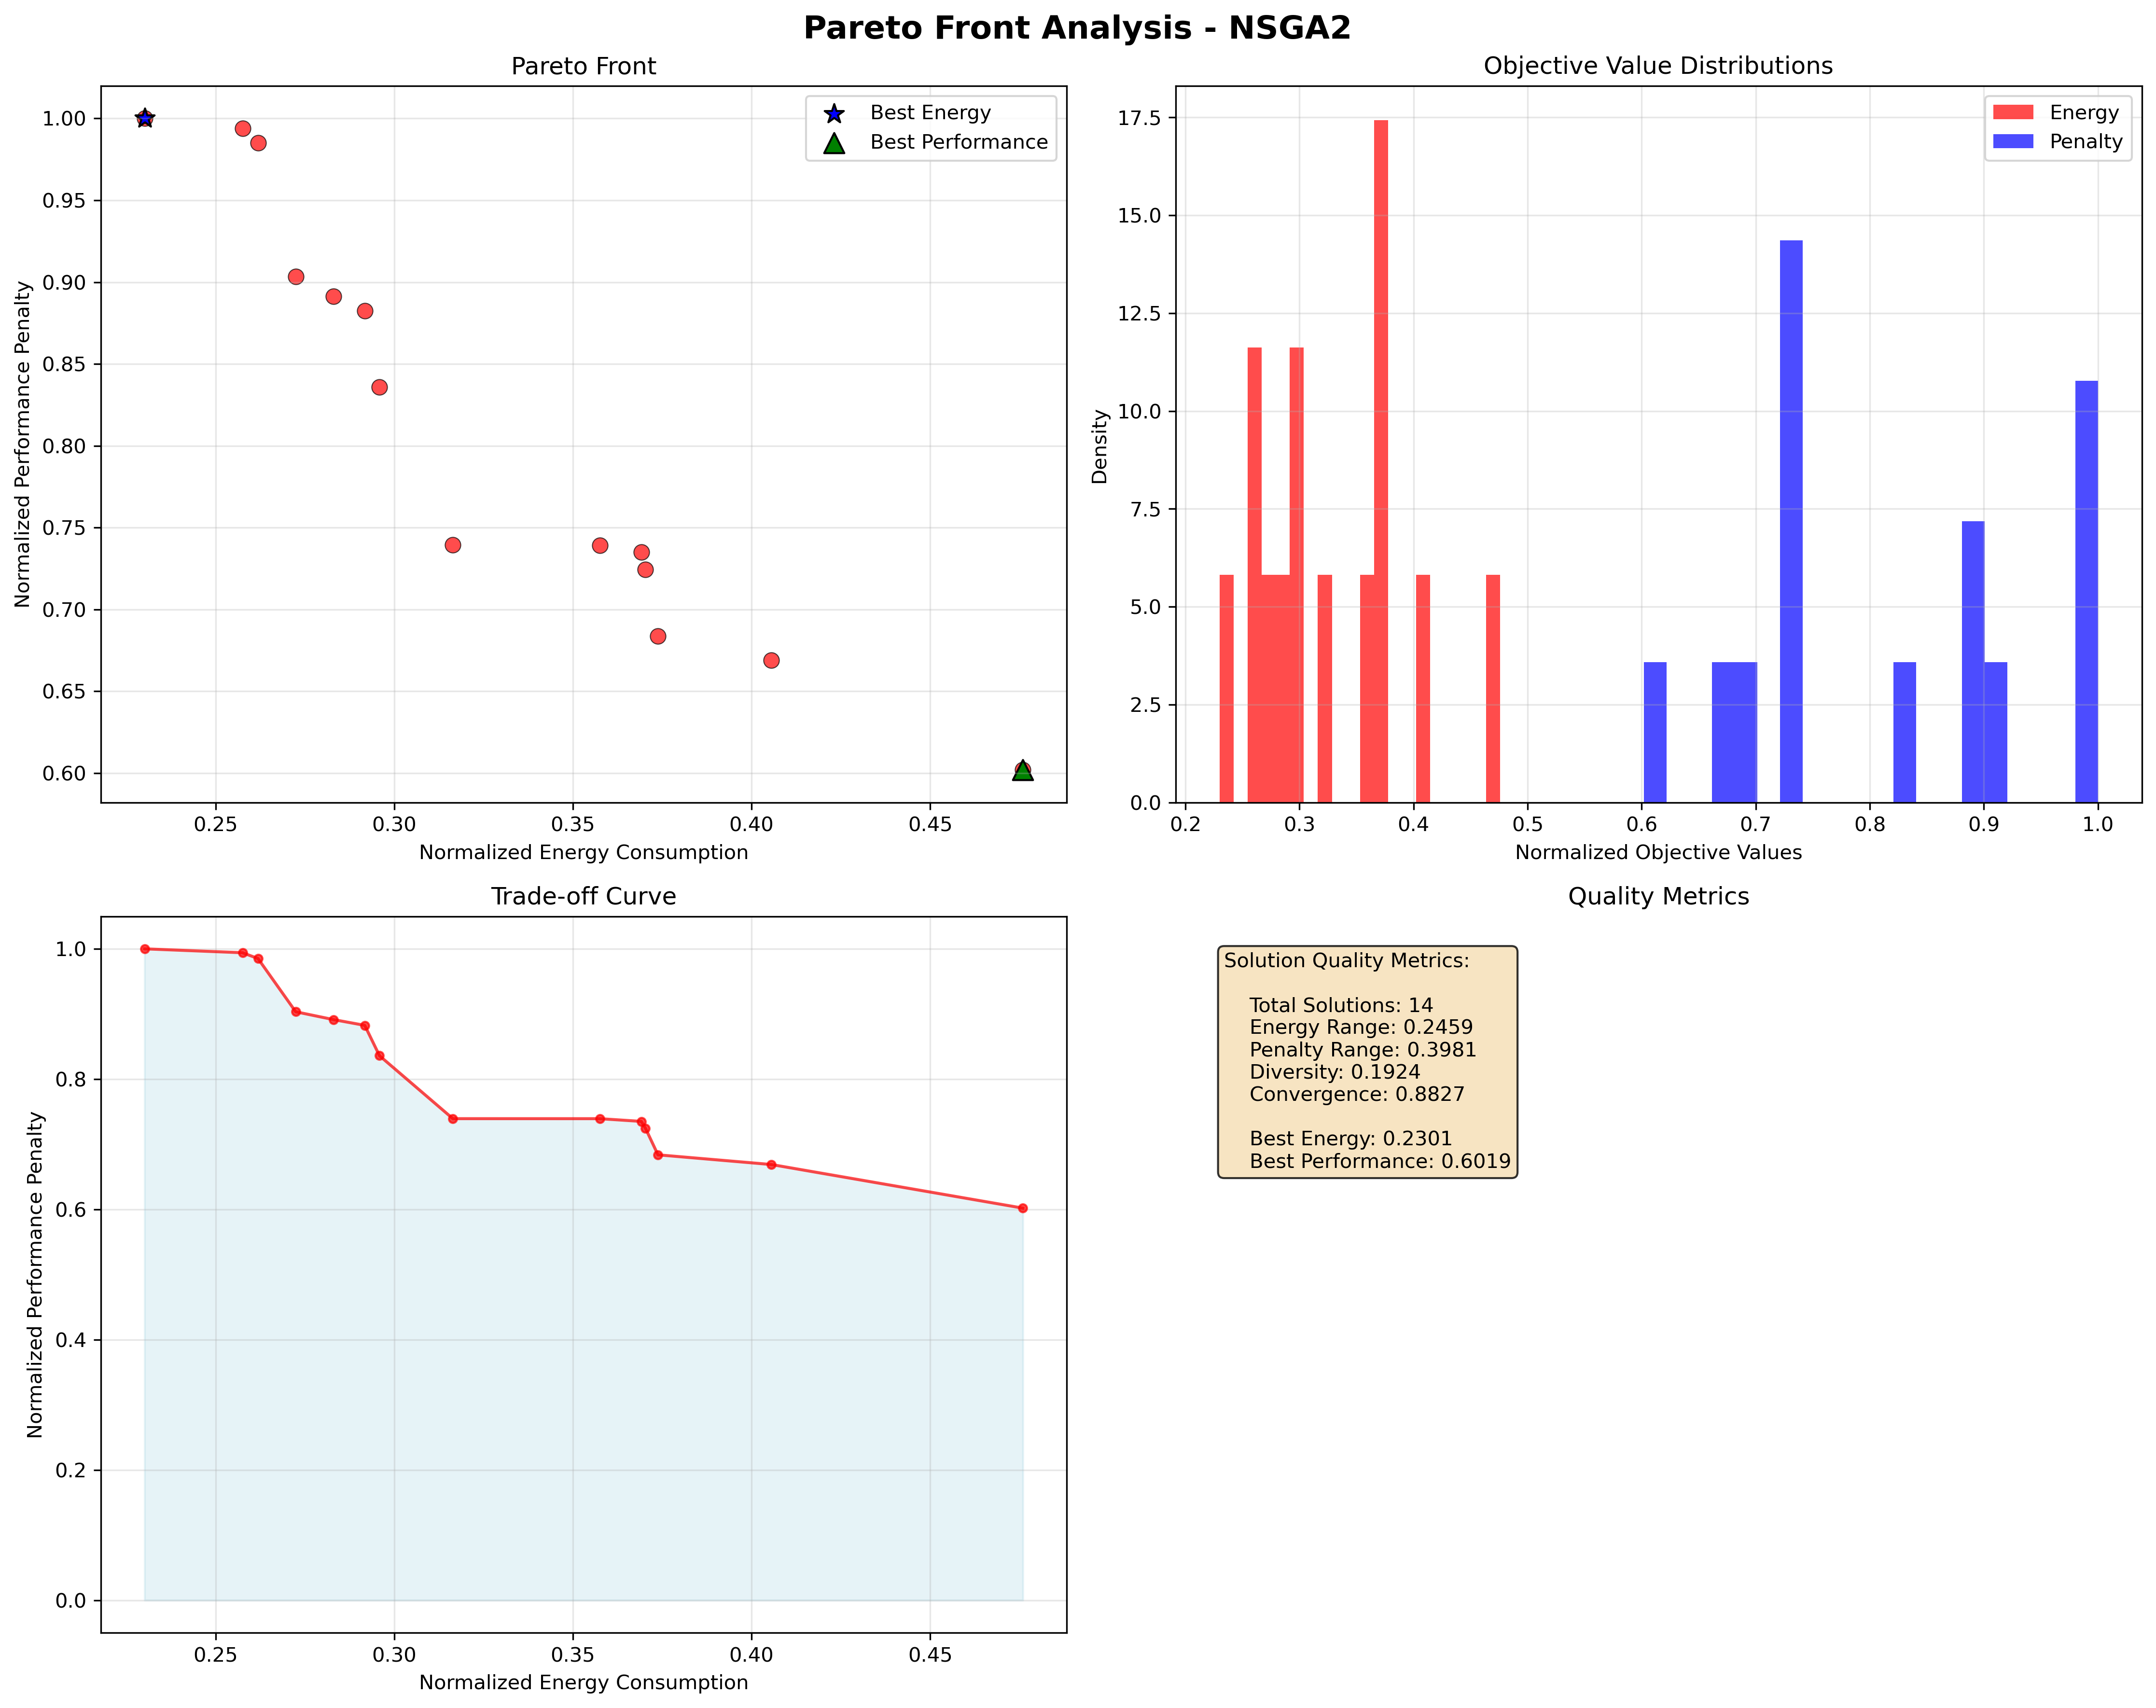 Pareto Front Analysis - NSGA2
Pareto Front
Normalized Performance Penalty
1.00
0.95
0.90
0.85
0.80
0.75
0.70
0.65
0.60
Best Energy
Best Performance
0.25 0.30 0.35 0.40 0.45
Normalized Energy Consumption
Objective Value Distributions
Density
17.5
15.0
12.5
10.0
7.5
5.0
2.5
0.0
Energy
Penalty
0.2 0.3 0.4 0.5 0.6 0.7 0.8 0.9 1.0
Normalized Objective Values
Trade-off Curve
Normalized Performance Penalty
1.0
0.8
0.6
0.4
0.2
0.0
0.25 0.30 0.35 0.40 0.45
Normalized Energy Consumption
Quality Metrics
Solution Quality Metrics:
Total Solutions: 14
Energy Range: 0.2459
Penalty Range: 0.3981
Diversity: 0.1924
Convergence: 0.8827
Best Energy: 0.2301
Best Performance: 0.6019